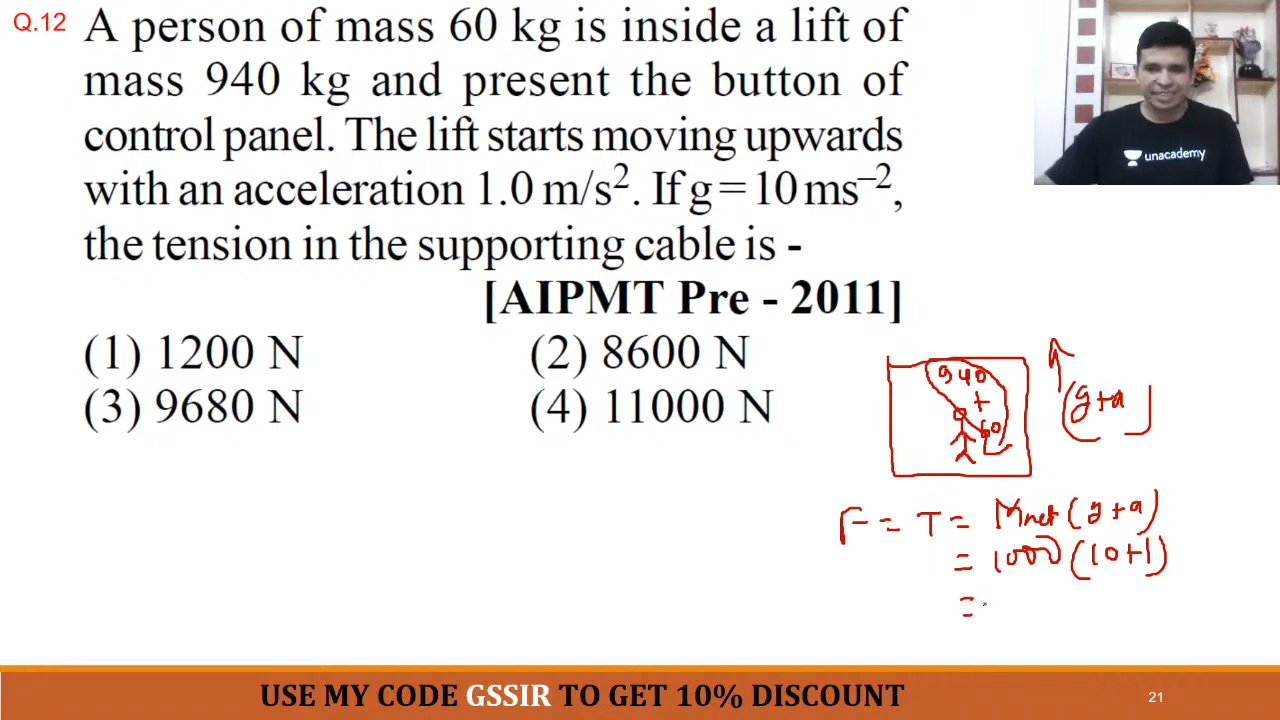 Q.12
A person of mass 60 kg is inside a lift of
mass 940 kg and present the button of
control panel. The lift starts moving upwards
with an acceleration 1.0 m/s². If g = 10 ms⁻²,
the tension in the supporting cable is -
[AIPMT Pre - 2011]
(1) 1200 N (2) 8600 N
(3) 9680 N (4) 11000 N
unacademy
940
+
60
(g+a)
F = T = Mnet (g+a)
= 1000 (10+1)
=
USE MY CODE GSSIR TO GET 10% DISCOUNT
21